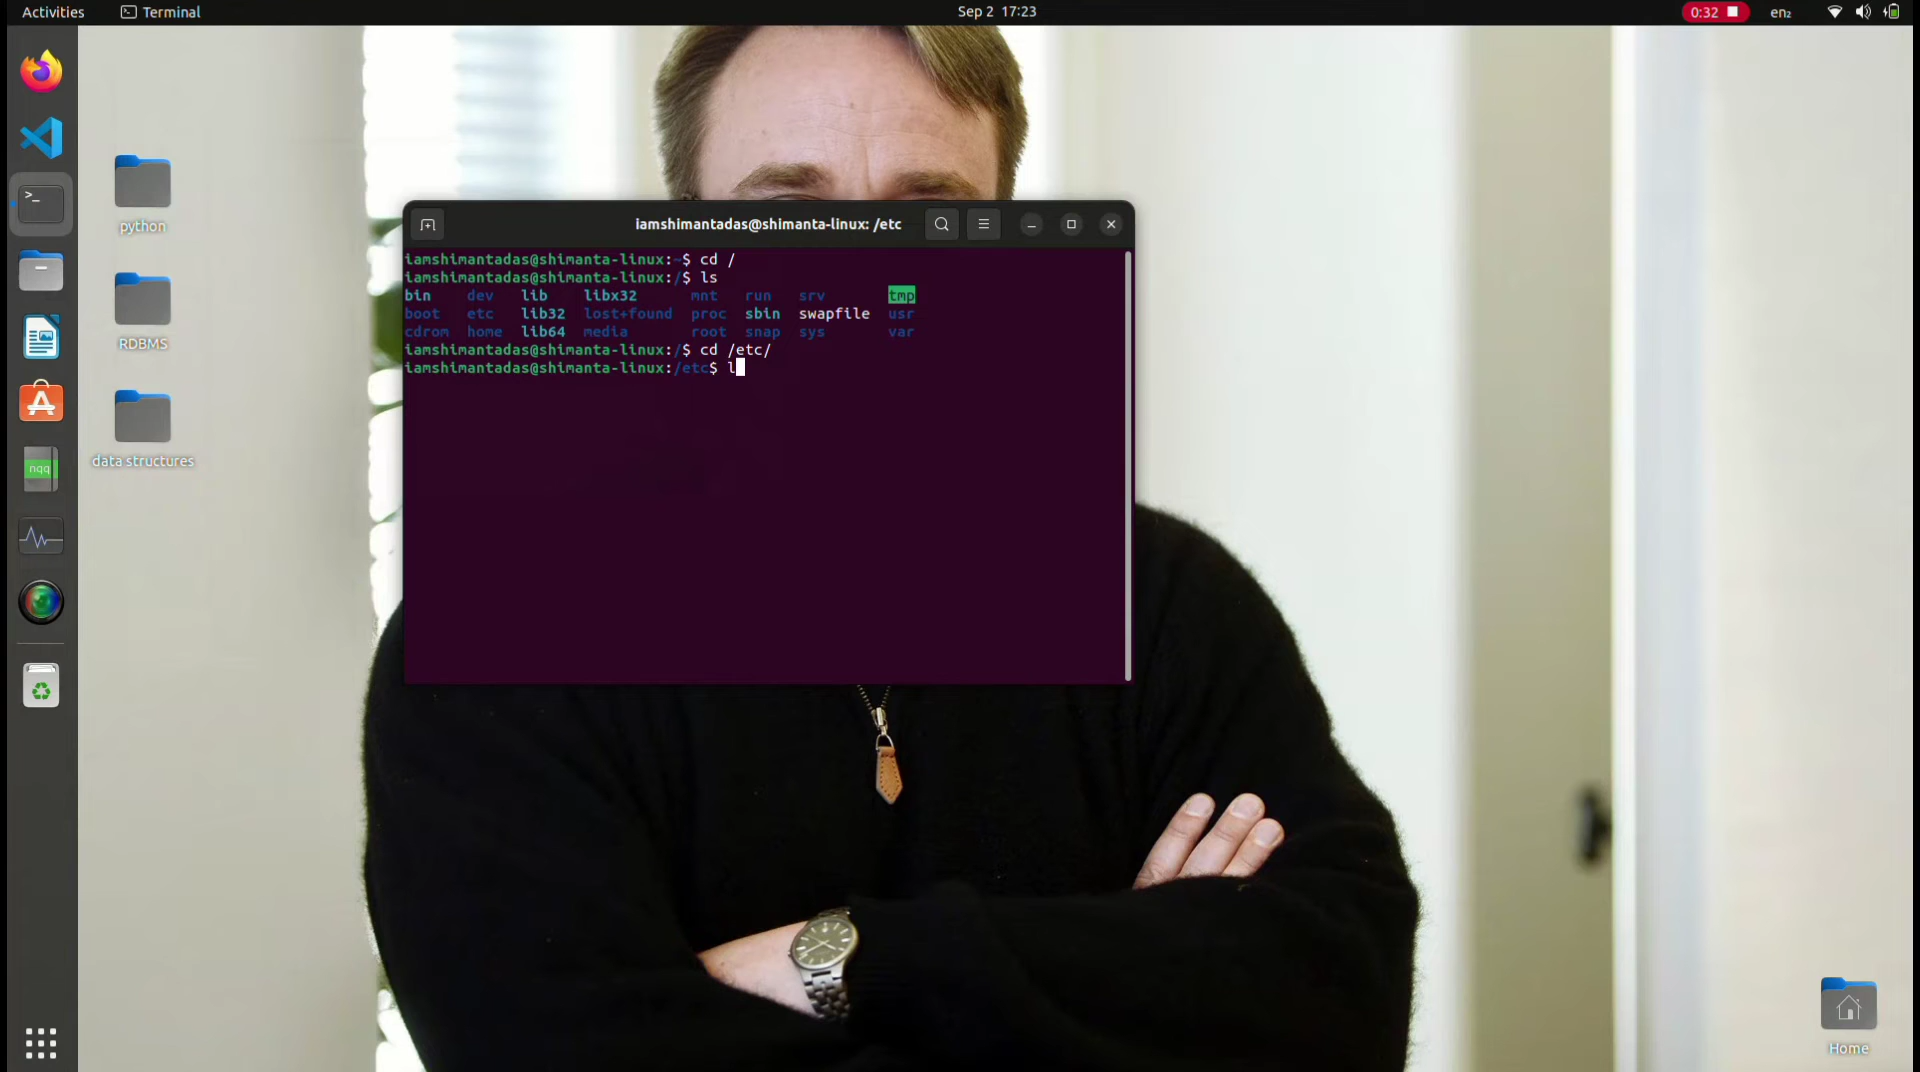 Activities Terminal Sep 2 17:23 0:32 en₂
python
RDBMS
data structures
nqq
iamshimantadas@shimanta-linux: /etc
iamshimantadas@shimanta-linux:~$ cd /
iamshimantadas@shimanta-linux:/$ ls
bin dev lib libx32 mnt run srv tmp
boot etc lib32 lost+found proc sbin swapfile usr
cdrom home lib64 media root snap sys var
iamshimantadas@shimanta-linux:/$ cd /etc/
iamshimantadas@shimanta-linux:/etc$ l
Home